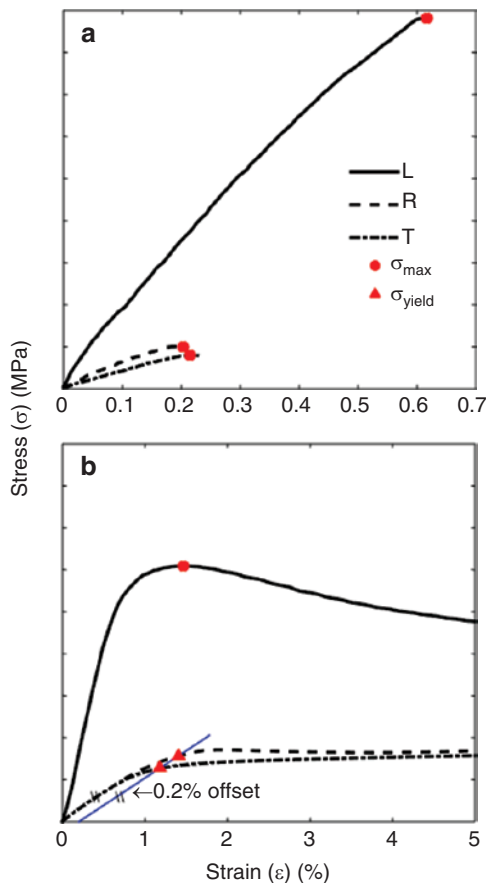 a
L
R
T
σmax
σyield
0 0.1 0.2 0.3 0.4 0.5 0.6 0.7
Stress (σ) (MPa)
b
←0.2% offset
0 1 2 3 4 5
Strain (ε) (%)